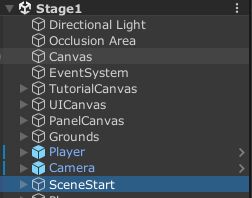 Stage1
Directional Light
Occlusion Area
Canvas
EventSystem
TutorialCanvas
UICanvas
PanelCanvas
Grounds
Player
Camera
SceneStart